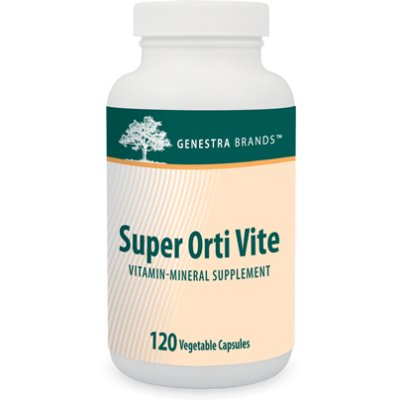 GENESTRA BRANDS™
Super Orti Vite
VITAMIN-MINERAL SUPPLEMENT
120 Vegetable Capsules